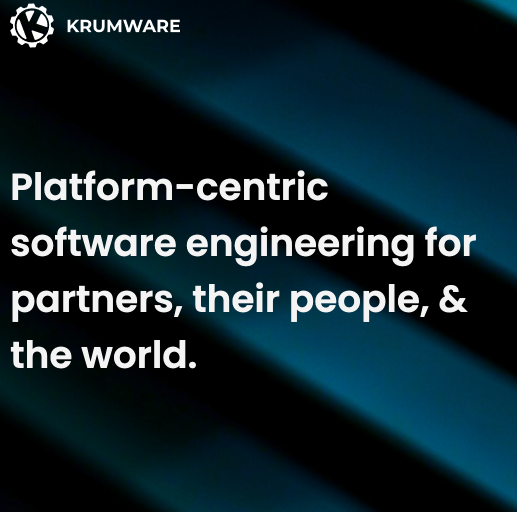 KRUMWARE
Platform-centric
software engineering for
partners, their people, &
the world.